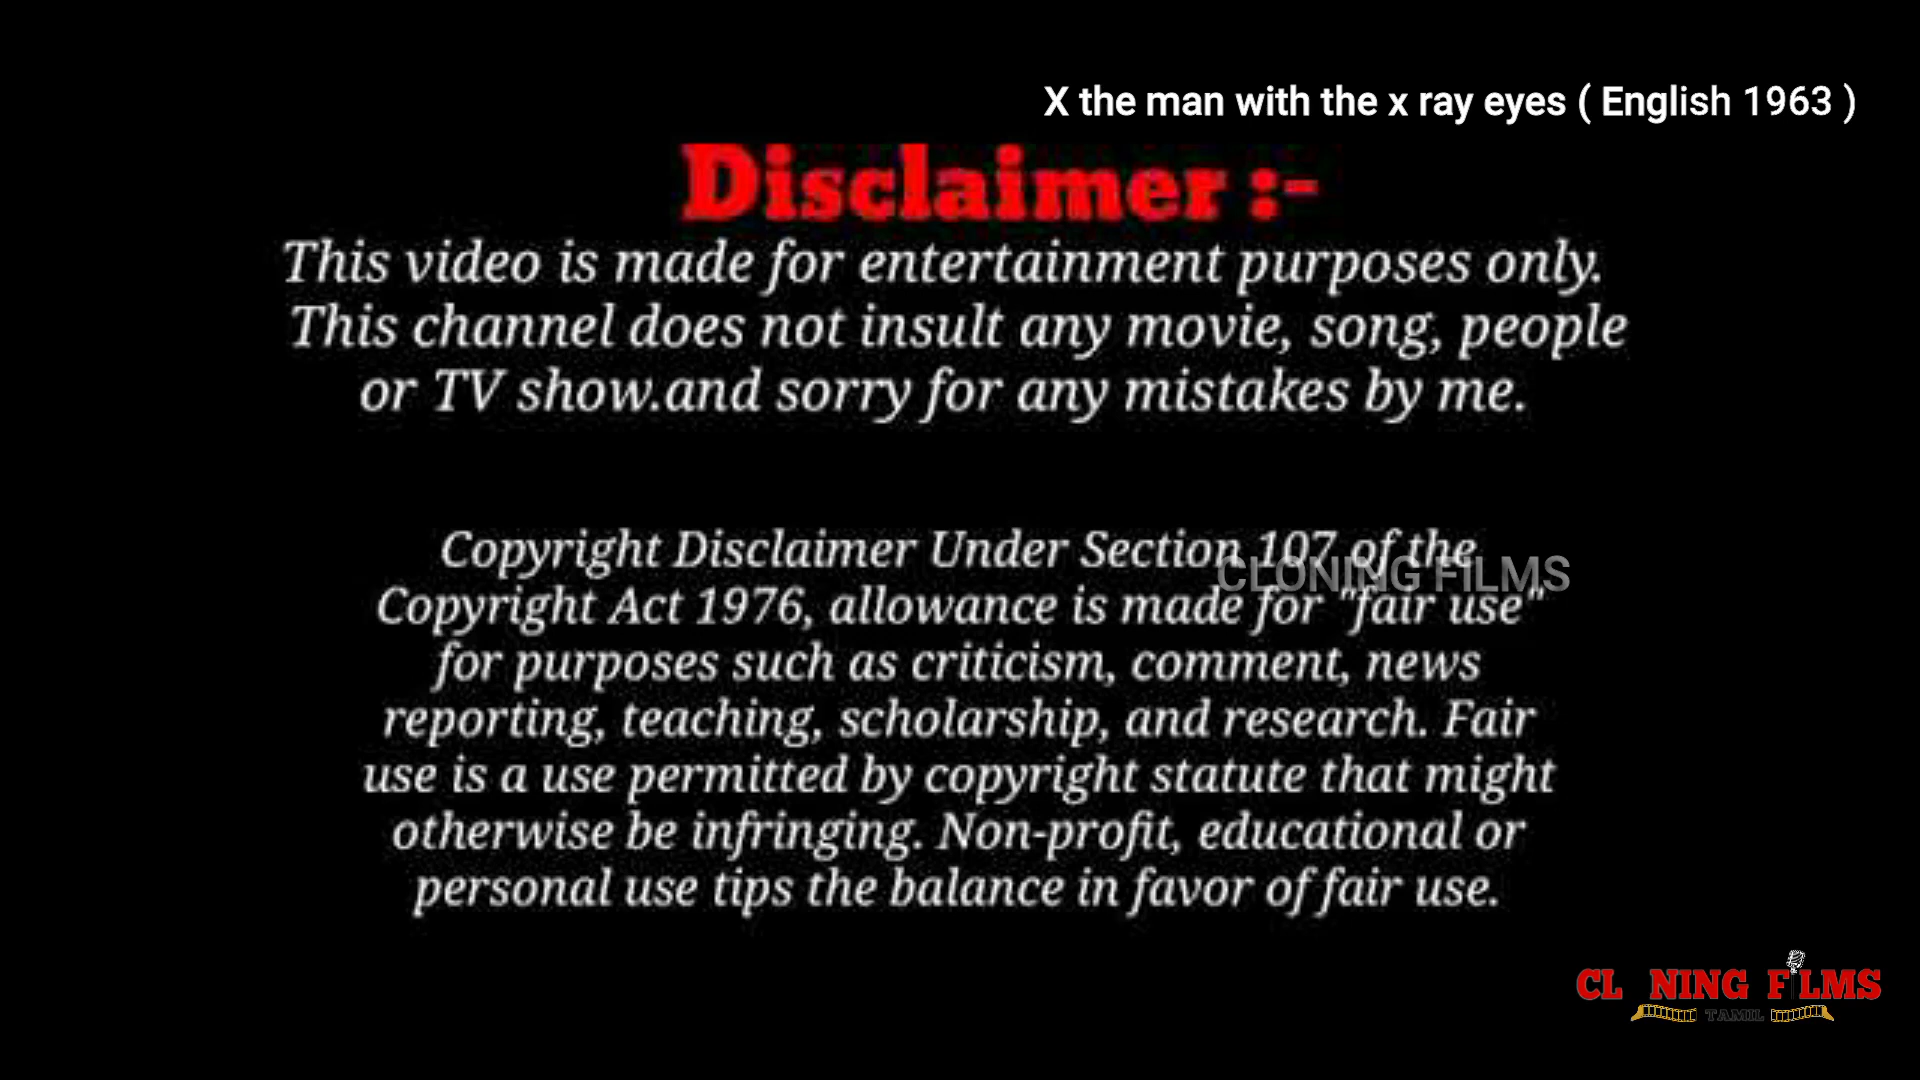 X the man with the x ray eyes ( English 1963 )
Disclaimer :-
This video is made for entertainment purposes only.
This channel does not insult any movie, song, people
or TV show.and sorry for any mistakes by me.
Copyright Disclaimer Under Section 107 of the
CLONING FILMS
Copyright Act 1976, allowance is made for "fair use"
for purposes such as criticism, comment, news
reporting, teaching, scholarship, and research. Fair
use is a use permitted by copyright statute that might
otherwise be infringing. Non-profit, educational or
personal use tips the balance in favor of fair use.
CL NING FILMS
TAMIL